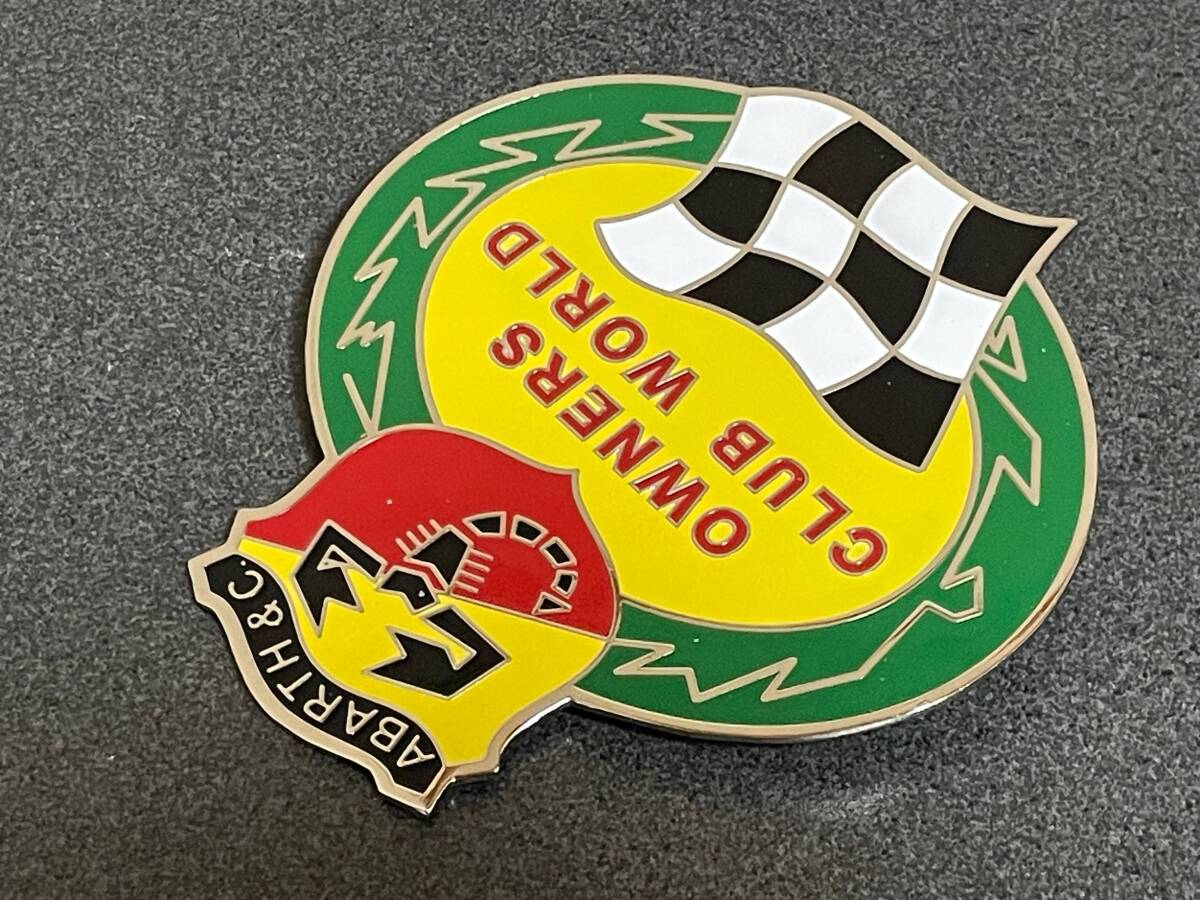 ABARTH & C.
OWNERS
CLUB WORLD